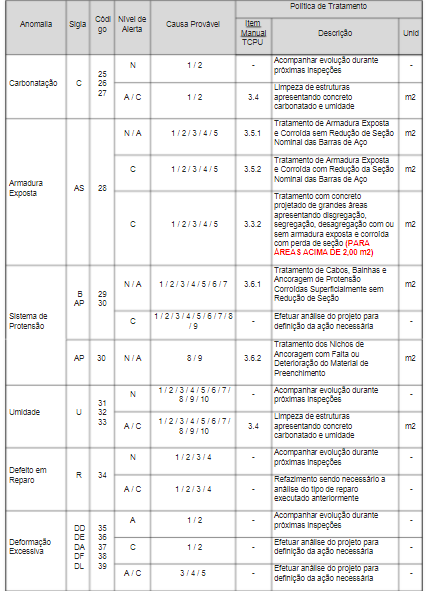 Política de Tratamento
Anomalia
Sigla
Códi
go
Nível de
Alerta
Causa Provável
Item
Manual
TCPU
Descrição
Unid
Carbonatação
C
25
26
27
N
1 / 2
-
Acompanhar evolução durante
próximas inspeções
-
A / C
1 / 2
3.4
Limpeza de estruturas
apresentando concreto
carbonatado e umidade
m2
Armadura
Exposta
AS
28
N / A
1 / 2 / 3 / 4 / 5
3.5.1
Tratamento de Armadura Exposta
e Corroída sem Redução de Seção
Nominal das Barras de Aço
m2
C
1 / 2 / 3 / 4 / 5
3.5.2
Tratamento de Armadura Exposta
e Corroída com Redução da Seção
Nominal das Barras de Aço
m2
C
1 / 2 / 3 / 4 / 5
3.3.2
Tratamento com concreto
projetado de grandes áreas
apresentando disgregação,
segregação, desagregação com ou
sem armadura exposta e corroída
com perda de seção (PARA
ÁREAS ACIMA DE 2,00 m2)
m2
Sistema de
Protensão
B
AP
29
30
N / A
1 / 2 / 3 / 4 / 5 / 6 / 7
3.6.1
Tratamento de Cabos, Bainhas e
Ancoragem de Protensão
Corroídas Superficialmente sem
Redução de Seção
m2
C
1 / 2 / 3 / 4 / 5 / 6 / 7 / 8
/ 9
-
Efetuar análise do projeto para
definição da ação necessária
-
AP
30
N / A
8 / 9
3.6.2
Tratamento dos Nichos de
Ancoragem com Falta ou
Deterioração do Material de
Preenchimento
m2
Umidade
U
31
32
33
N
1 / 2 / 3 / 4 / 5 / 6 / 7 /
8 / 9 / 10
-
Acompanhar evolução durante
próximas inspeções
-
A / C
1 / 2 / 3 / 4 / 5 / 6 / 7 /
8 / 9 / 10
3.4
Limpeza de estruturas
apresentando concreto
carbonatado e umidade
m2
Defeito em
Reparo
R
34
N
1 / 2 / 3 / 4
-
Acompanhar evolução durante
próximas inspeções
-
A / C
1 / 2 / 3 / 4
-
Refazimento sendo necessário a
análise do tipo de reparo
executado anteriormente
-
Deformação
Excessiva
DD
DE
DA
DF
DL
35
36
37
38
39
A
1 / 2
-
Acompanhar evolução durante
próximas inspeções
-
C
1 / 2
-
Efetuar análise do projeto para
definição da ação necessária
-
A / C
3 / 4 / 5
-
Efetuar análise do projeto para
definição da ação necessária
-